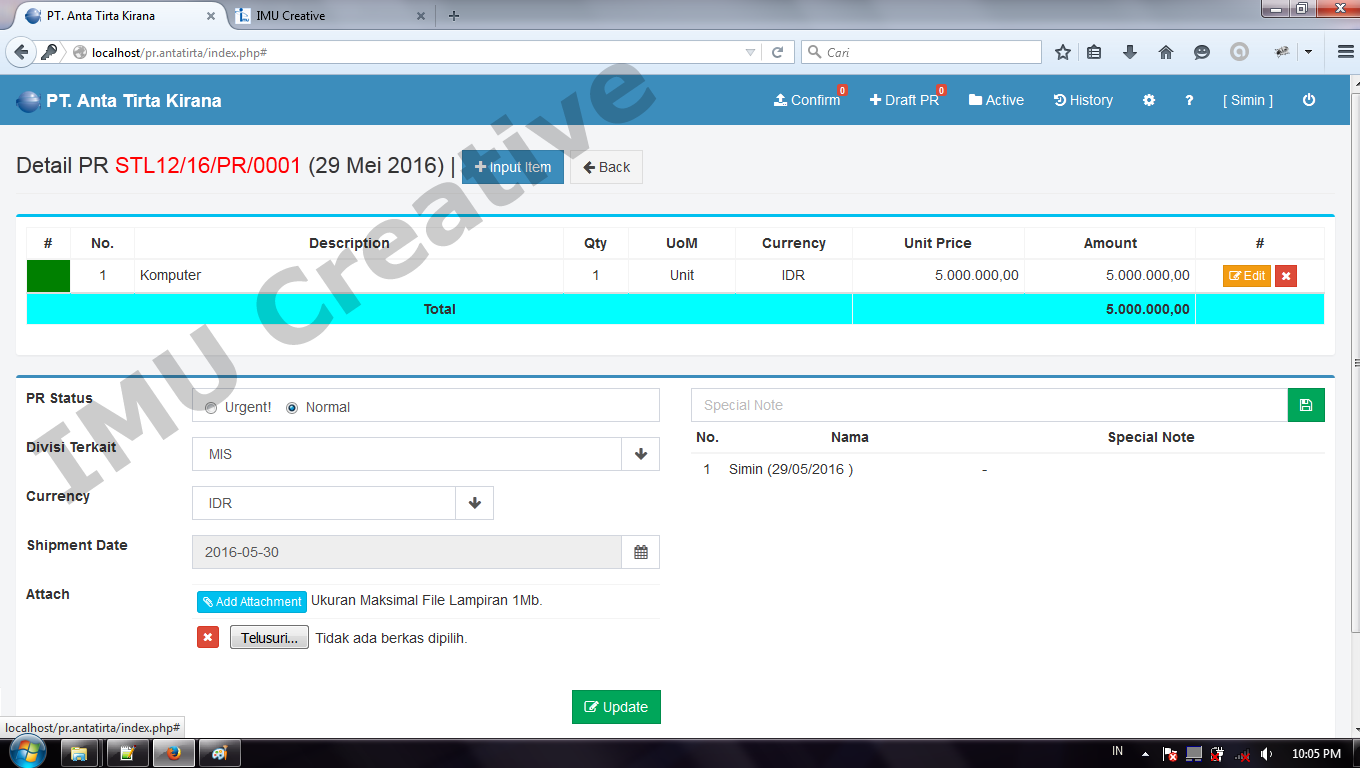 PT. Anta Tirta Kirana
IMU Creative
localhost/pr.antatirta/index.php#
Cari
PT. Anta Tirta Kirana
Confirm 0
Draft PR 0
Active
History
?
[ Simin ]
Detail PR STL12/16/PR/0001 (29 Mei 2016) | Input Item Back
# No. Description Qty UoM Currency Unit Price Amount #
1 Komputer 1 Unit IDR 5.000.000,00 5.000.000,00 Edit
Total 5.000.000,00
IMU Creative
PR Status Urgent! Normal
Divisi Terkait MIS
Currency IDR
Shipment Date 2016-05-30
Attach Add Attachment Ukuran Maksimal File Lampiran 1Mb.
Telusuri... Tidak ada berkas dipilih.
Update
Special Note
No. Nama Special Note
1 Simin (29/05/2016 ) -
localhost/pr.antatirta/index.php#
IN 10:05 PM